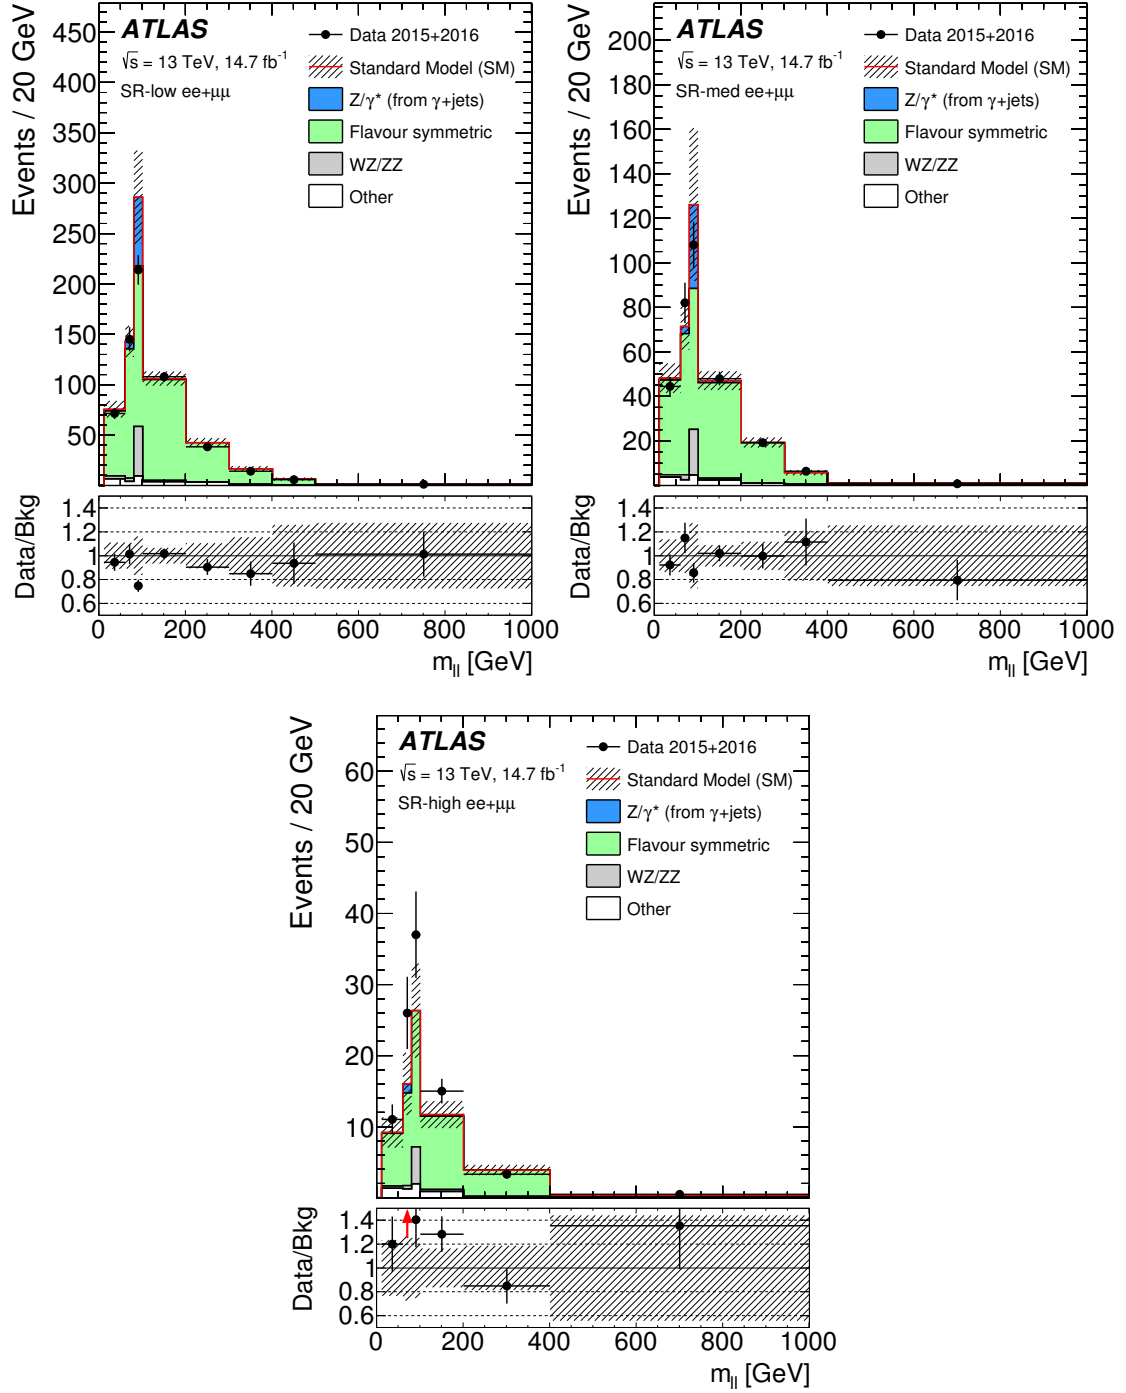 Events / 20 GeV
450
400
350
300
250
200
150
100
50
ATLAS
√s = 13 TeV, 14.7 fb⁻¹
SR-low ee+μμ
Data 2015+2016
Standard Model (SM)
Z/γ* (from γ+jets)
Flavour symmetric
WZ/ZZ
Other
Data/Bkg
1.4
1.2
1
0.8
0.6
0 200 400 600 800 1000
m_ll [GeV]
Events / 20 GeV
200
180
160
140
120
100
80
60
40
20
ATLAS
√s = 13 TeV, 14.7 fb⁻¹
SR-med ee+μμ
Data 2015+2016
Standard Model (SM)
Z/γ* (from γ+jets)
Flavour symmetric
WZ/ZZ
Other
Data/Bkg
1.4
1.2
1
0.8
0.6
0 200 400 600 800 1000
m_ll [GeV]
Events / 20 GeV
60
50
40
30
20
10
ATLAS
√s = 13 TeV, 14.7 fb⁻¹
SR-high ee+μμ
Data 2015+2016
Standard Model (SM)
Z/γ* (from γ+jets)
Flavour symmetric
WZ/ZZ
Other
Data/Bkg
1.4
1.2
1
0.8
0.6
0 200 400 600 800 1000
m_ll [GeV]